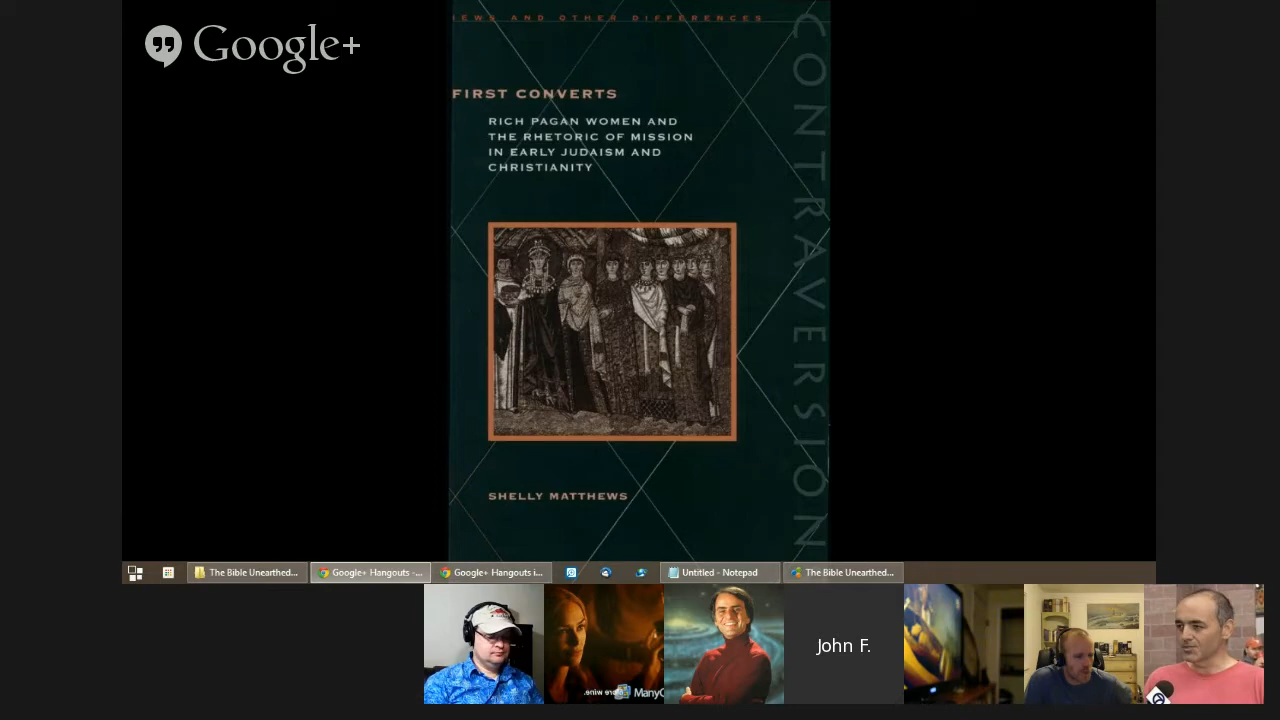 Google+
EWS AND OTHER DIFFERENCES
FIRST CONVERTS
RICH PAGAN WOMEN AND
THE RHETORIC OF MISSION
IN EARLY JUDAISM AND
CHRISTIANITY
CONTRAVERSION
SHELLY MATTHEWS
The Bible Unearthed...
Google+ Hangouts -...
Google+ Hangouts i...
Untitled - Notepad
The Bible Unearthed...
John F.
ManyC